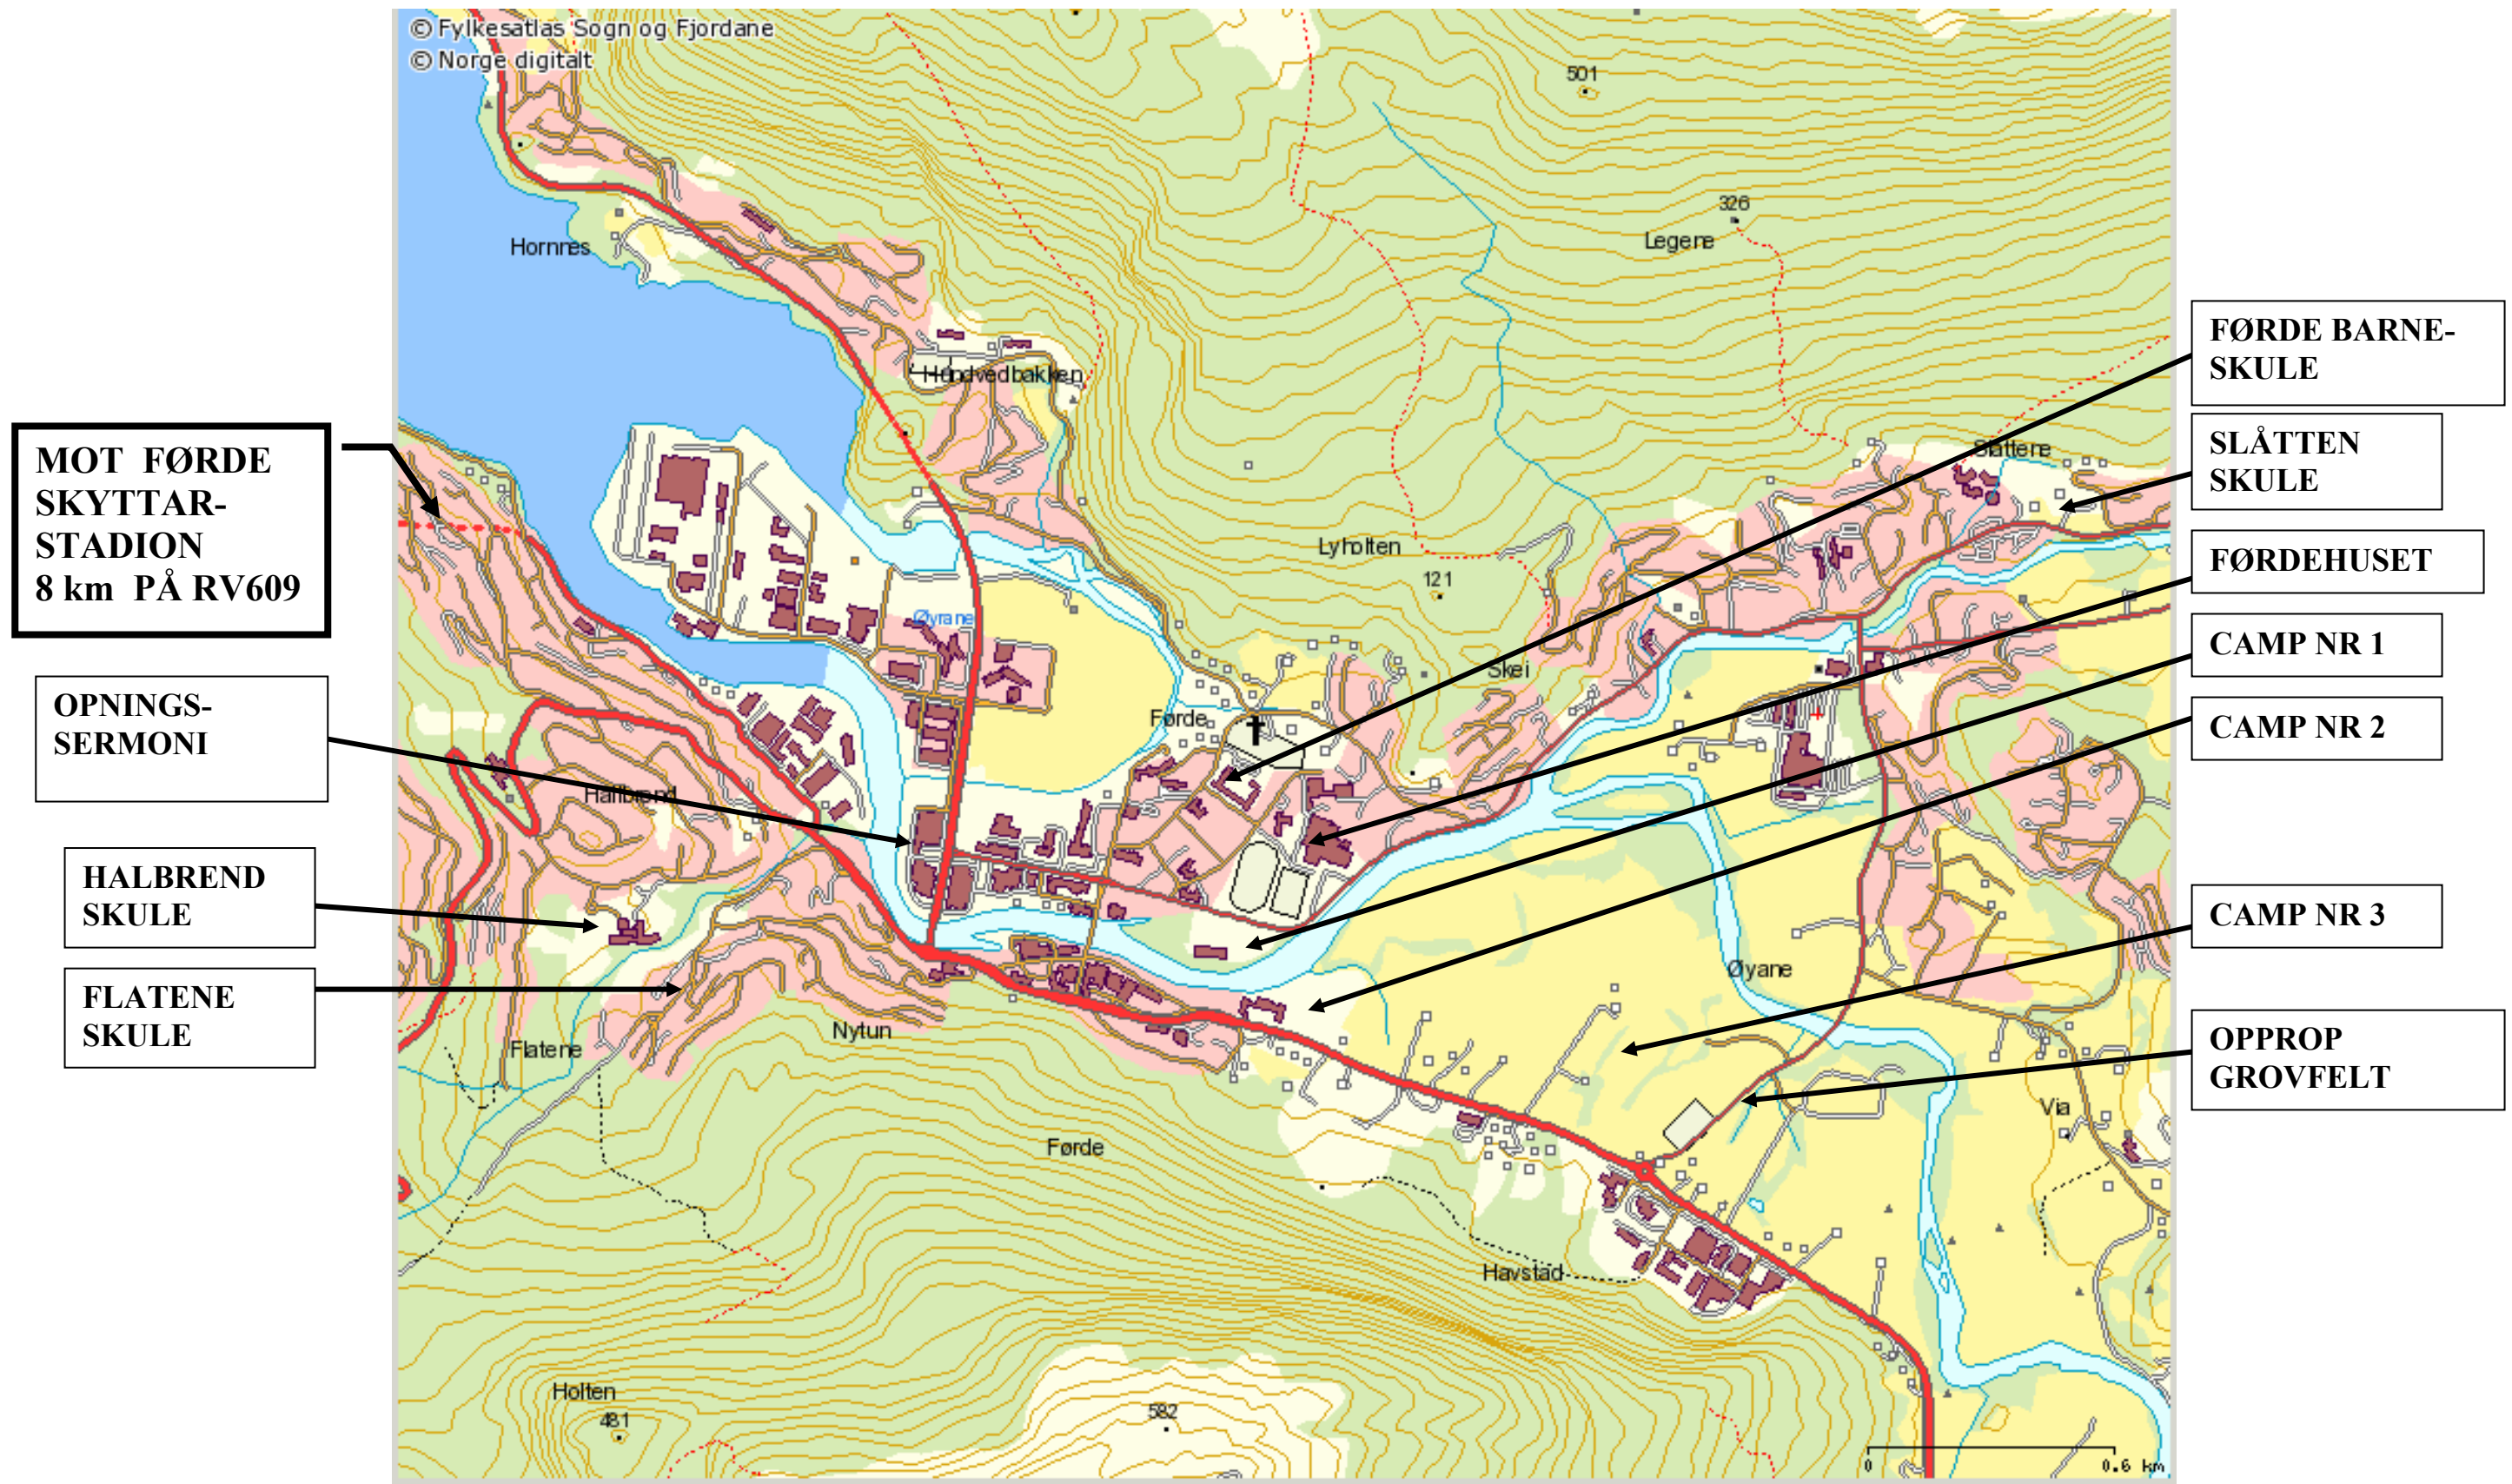 © Fylkesatlas Sogn og Fjordane
© Norge digitalt
501
326
Legene
Hornnes
Hundvedbakken
FØRDE BARNE-
SKULE
SLÅTTEN
SKULE
Slåttene
MOT FØRDE
SKYTTAR-
STADION
8 km PÅ RV609
Lyholten
121
FØRDEHUSET
Øyrane
CAMP NR 1
Skei
Førde
OPNINGS-
SERMONI
CAMP NR 2
Hallbrend
HALBREND
SKULE
CAMP NR 3
Øyane
FLATENE
SKULE
Nytun
Flatene
OPPROP
GROVFELT
Via
Førde
Havstad
Holten
481
582
0 0.6 km